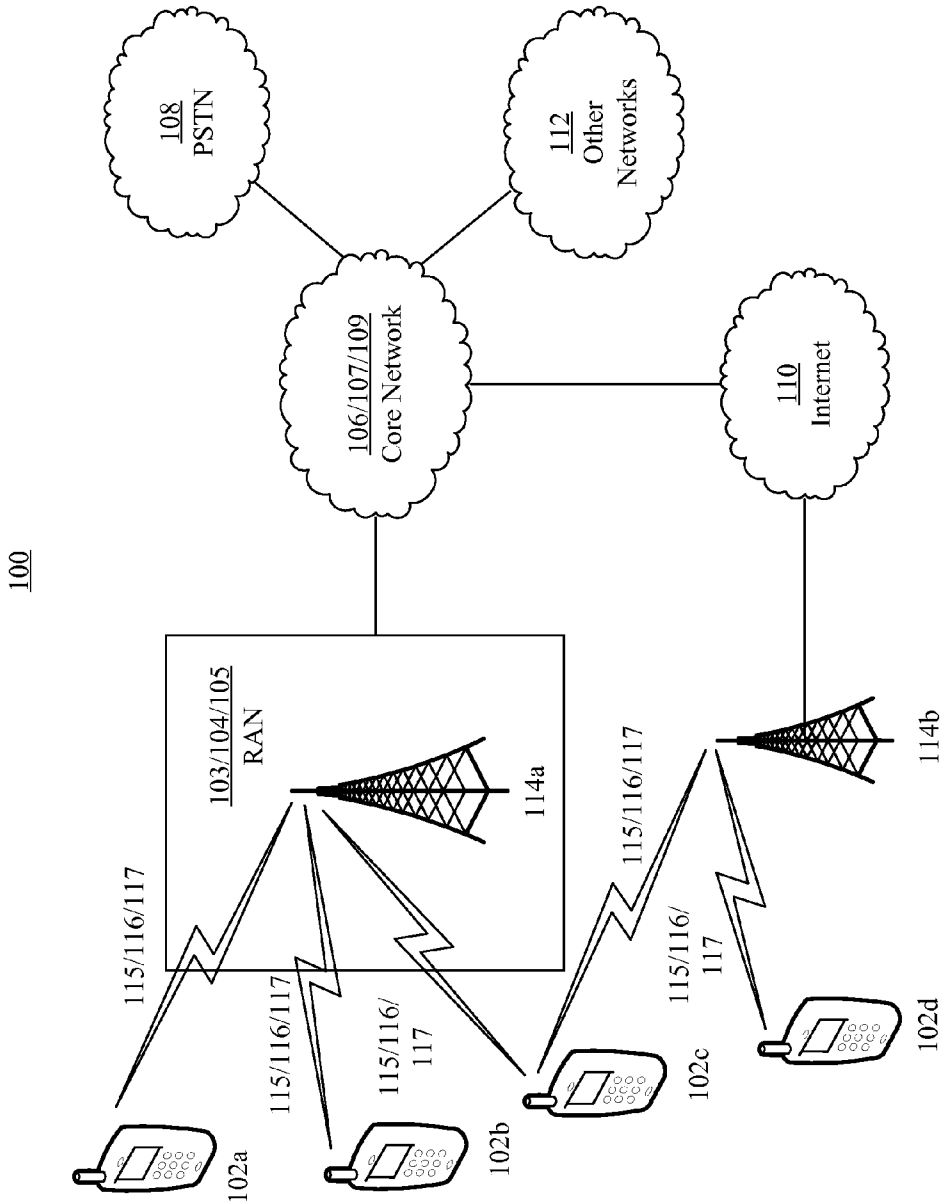 100
108
PSTN
106/107/109
Core Network
112
Other
Networks
103/104/105
RAN
114a
115/116/117
115/116/117
115/116/
117
102a
102b
102c
110
Internet
115/116/117
115/116/
117
114b
102d